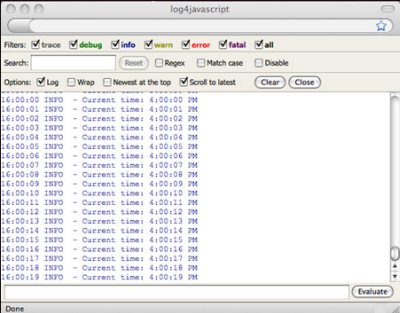 log4javascript
Filters: trace debug info warn error fatal all
Search: Reset Regex Match case Disable
Options: Log Wrap Newest at the top Scroll to latest Clear Close
16:00:00 INFO - Current time: 4:00:00 PM
16:00:01 INFO - Current time: 4:00:01 PM
16:00:02 INFO - Current time: 4:00:02 PM
16:00:03 INFO - Current time: 4:00:03 PM
16:00:04 INFO - Current time: 4:00:04 PM
16:00:05 INFO - Current time: 4:00:05 PM
16:00:06 INFO - Current time: 4:00:06 PM
16:00:07 INFO - Current time: 4:00:07 PM
16:00:08 INFO - Current time: 4:00:08 PM
16:00:09 INFO - Current time: 4:00:09 PM
16:00:10 INFO - Current time: 4:00:10 PM
16:00:11 INFO - Current time: 4:00:11 PM
16:00:12 INFO - Current time: 4:00:12 PM
16:00:13 INFO - Current time: 4:00:13 PM
16:00:14 INFO - Current time: 4:00:14 PM
16:00:15 INFO - Current time: 4:00:15 PM
16:00:16 INFO - Current time: 4:00:16 PM
16:00:17 INFO - Current time: 4:00:17 PM
16:00:18 INFO - Current time: 4:00:18 PM
16:00:19 INFO - Current time: 4:00:19 PM
Evaluate
Done